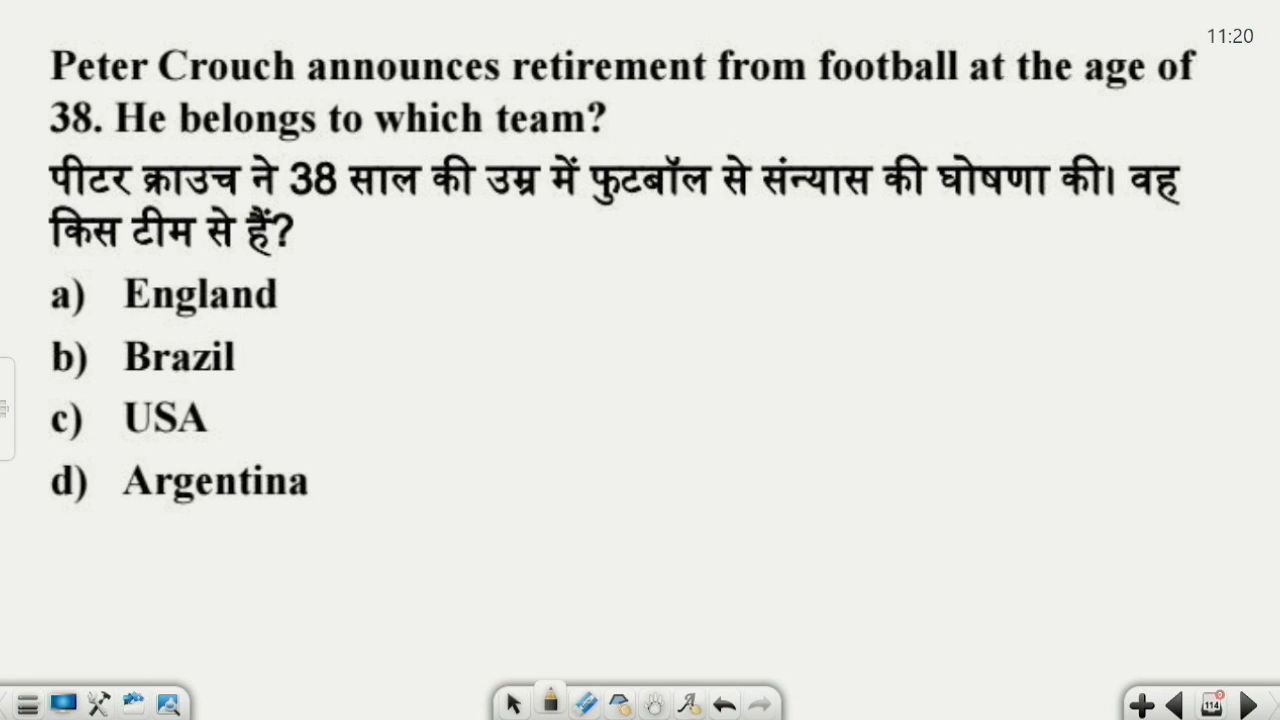 11:20
Peter Crouch announces retirement from football at the age of
38. He belongs to which team?
पीटर क्राउच ने 38 साल की उम्र में फुटबॉल से संन्यास की घोषणा की। वह
किस टीम से हैं?
a) England
b) Brazil
c) USA
d) Argentina
114